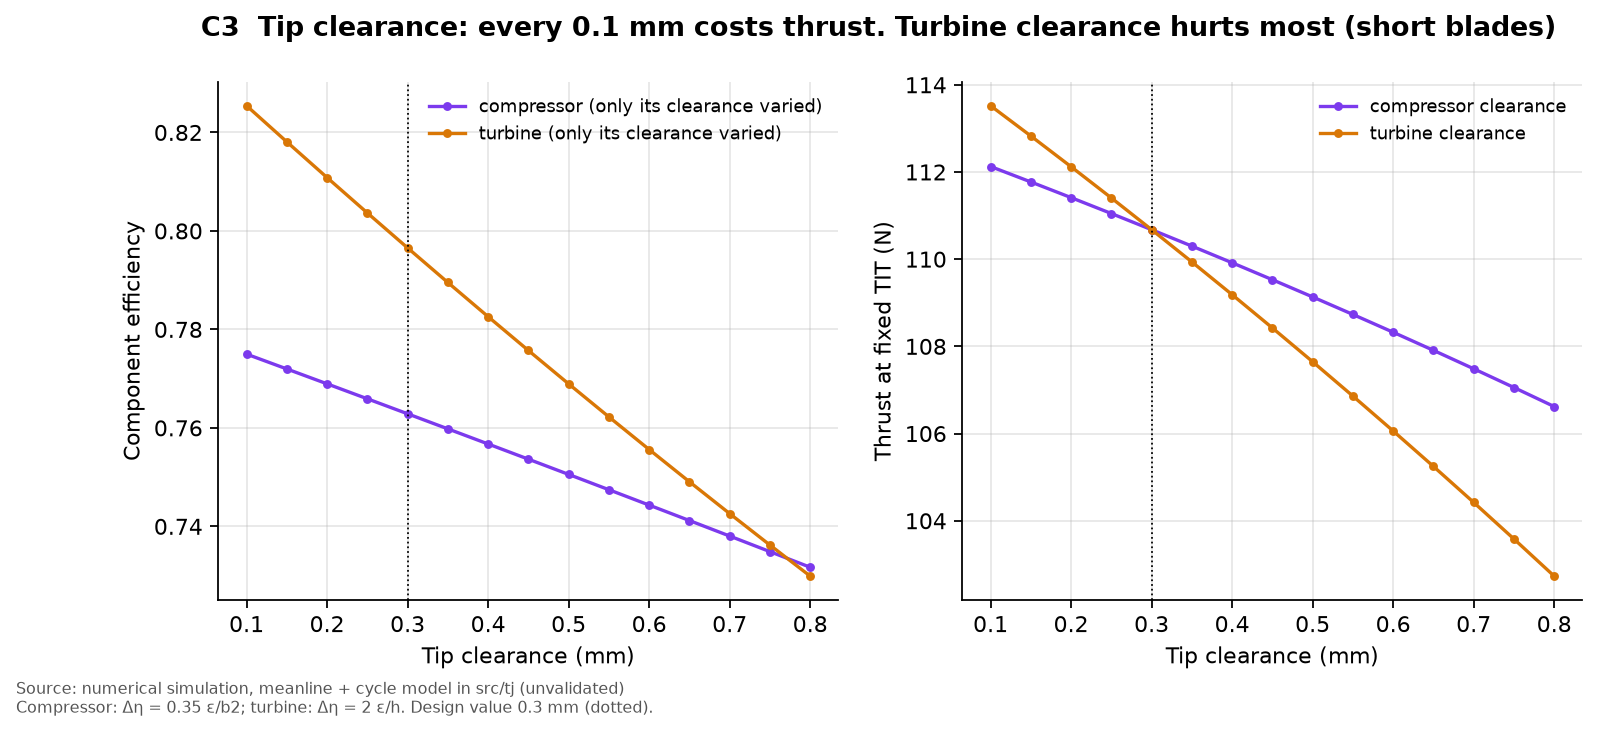 C3  Tip clearance: every 0.1 mm costs thrust. Turbine clearance hurts most (short blades)
compressor (only its clearance varied)
turbine (only its clearance varied)
Component efficiency
0.82
0.80
0.78
0.76
0.74
0.1 0.2 0.3 0.4 0.5 0.6 0.7 0.8
Tip clearance (mm)
compressor clearance
turbine clearance
Thrust at fixed TIT (N)
114
112
110
108
106
104
0.1 0.2 0.3 0.4 0.5 0.6 0.7 0.8
Tip clearance (mm)
Source: numerical simulation, meanline + cycle model in src/tj (unvalidated)
Compressor: Δη = 0.35 ε/b2; turbine: Δη = 2 ε/h. Design value 0.3 mm (dotted).